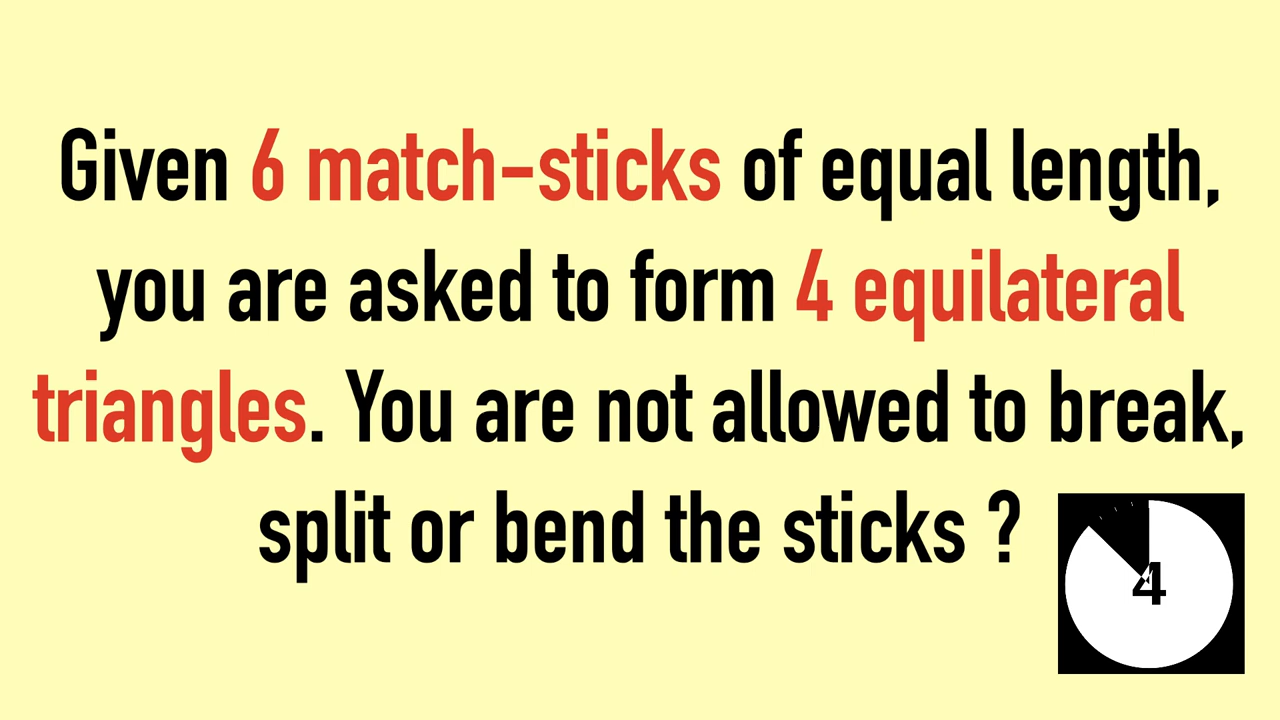 Given 6 match-sticks of equal length,
you are asked to form 4 equilateral
triangles. You are not allowed to break,
split or bend the sticks ?
4